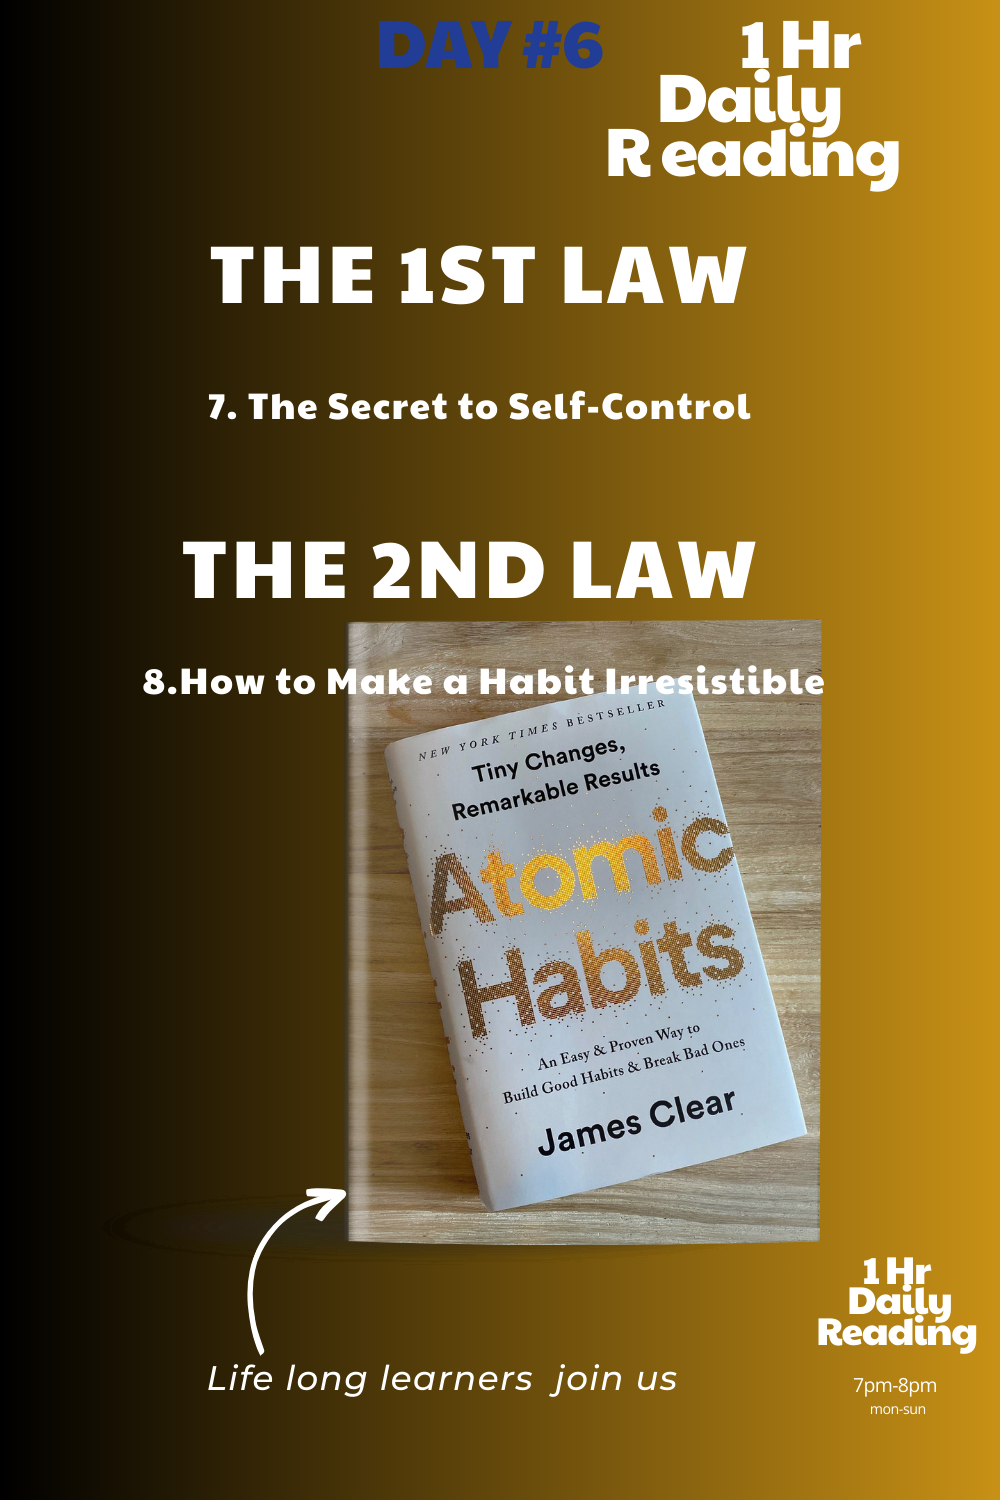 DAY #6
1 Hr
Daily
R eading
THE 1ST LAW
7. The Secret to Self-Control
THE 2ND LAW
8.How to Make a Habit Irresistible
NEW YORK TIMES BESTSELLER
Tiny Changes,
Remarkable Results
Atomic
Habits
An Easy & Proven Way to
Build Good Habits & Break Bad Ones
James Clear
1 Hr
Daily
Reading
Life long learners join us
7pm-8pm
mon-sun